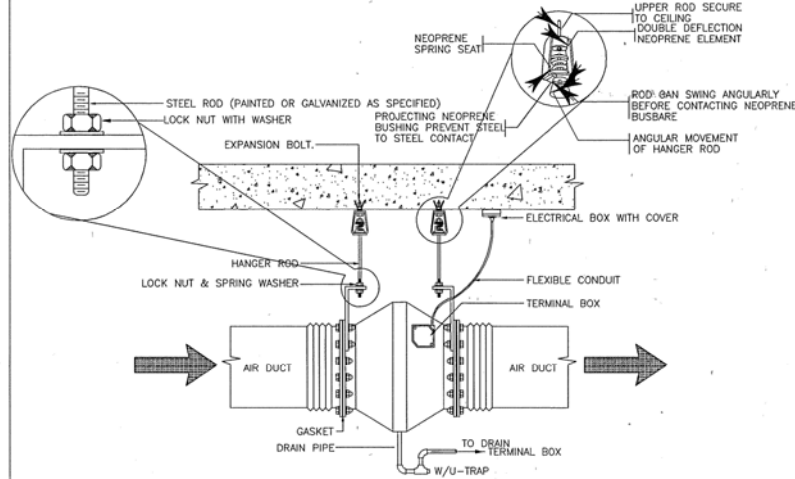 UPPER ROD SECURE
TO CEILING
DOUBLE DEFLECTION
NEOPRENE ELEMENT
NEOPRENE
SPRING SEAT
ROD CAN SWING ANGULARLY
BEFORE CONTACTING NEOPRENE
BUSBARE
STEEL ROD (PAINTED OR GALVANIZED AS SPECIFIED)
LOCK NUT WITH WASHER
PROJECTING NEOPRENE
BUSHING PREVENT STEEL
TO STEEL CONTACT
ANGULAR MOVEMENT
OF HANGER ROD
EXPANSION BOLT.
ELECTRICAL BOX WITH COVER
HANGER ROD
LOCK NUT & SPRING WASHER
FLEXIBLE CONDUIT
TERMINAL BOX
AIR DUCT
AIR DUCT
GASKET
DRAIN PIPE
TO DRAIN
TERMINAL BOX
W/U-TRAP